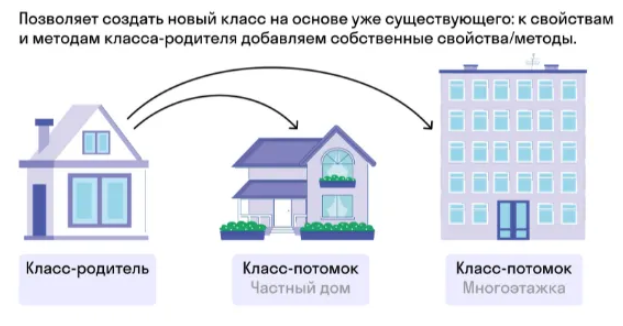 Позволяет создать новый класс на основе уже существующего: к свойствам
и методам класса-родителя добавляем собственные свойства/методы.
Класс-родитель
Класс-потомок
Частный дом
Класс-потомок
Многоэтажка